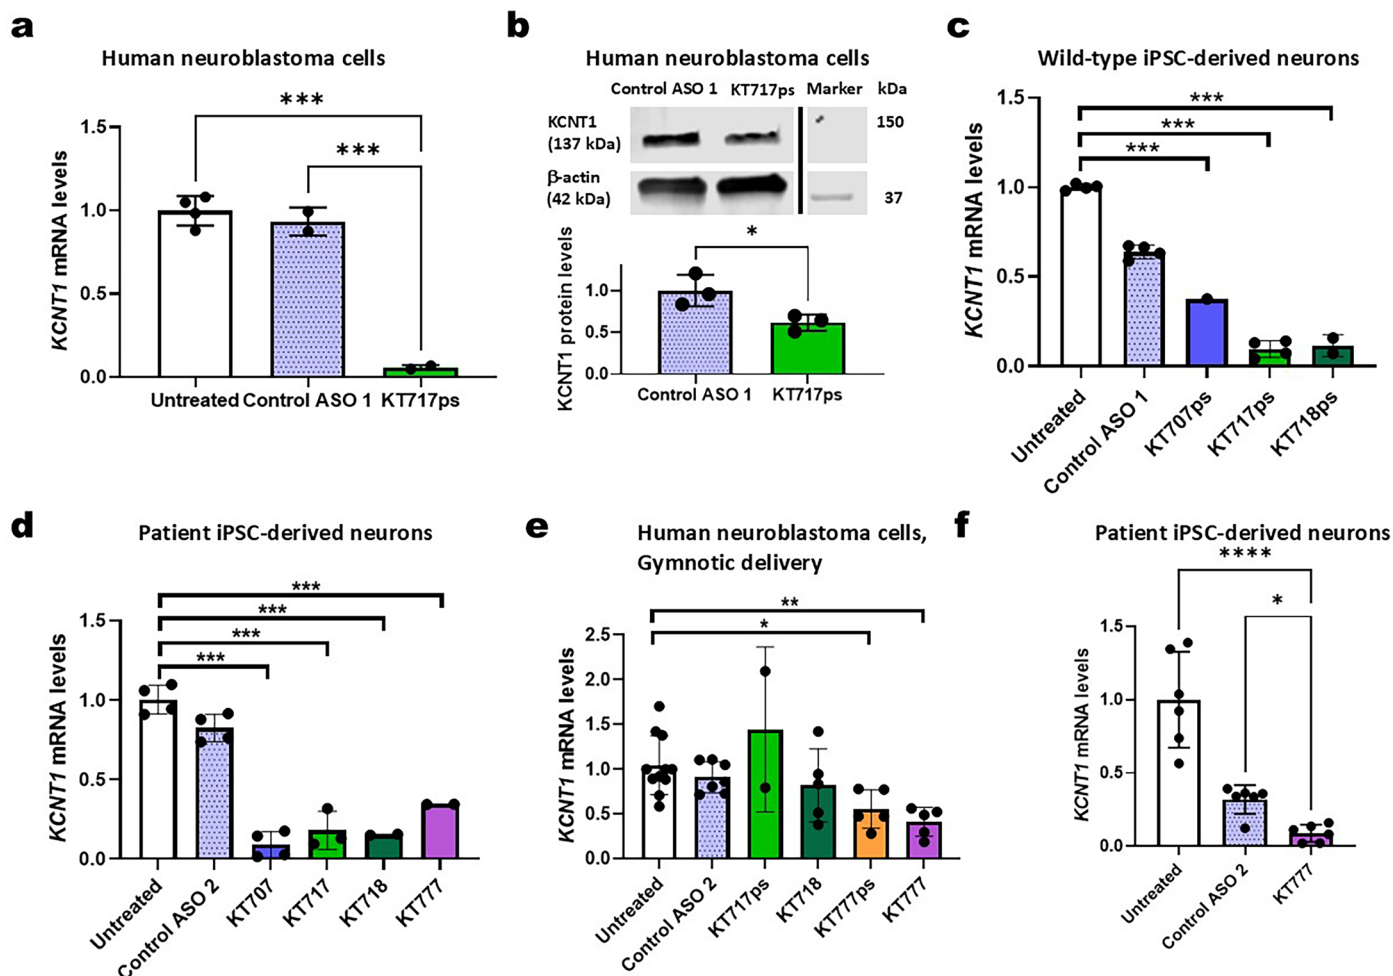 a
Human neuroblastoma cells
***
***
KCNT1 mRNA levels
1.5
1.0
0.5
0.0
Untreated Control ASO 1 KT717ps
b
Human neuroblastoma cells
Control ASO 1 KT717ps Marker kDa
KCNT1
(137 kDa)
150
β-actin
(42 kDa)
37
*
KCNT1 protein levels
1.0
0.5
0.0
Control ASO 1 KT717ps
c
Wild-type iPSC-derived neurons
***
***
***
KCNT1 mRNA levels
1.5
1.0
0.5
0.0
Untreated
Control ASO 1
KT707ps
KT717ps
KT718ps
d
Patient iPSC-derived neurons
***
***
***
***
KCNT1 mRNA levels
1.5
1.0
0.5
0.0
Untreated
Control ASO 2
KT707
KT717
KT718
KT777
e
Human neuroblastoma cells,
Gymnotic delivery
**
*
KCNT1 mRNA levels
2.5
2.0
1.5
1.0
0.5
0.0
Untreated
Control ASO 2
KT717ps
KT718
KT777ps
KT777
f
Patient iPSC-derived neurons
****
*
KCNT1 mRNA levels
1.5
1.0
0.5
0.0
Untreated
Control ASO 2
KT777